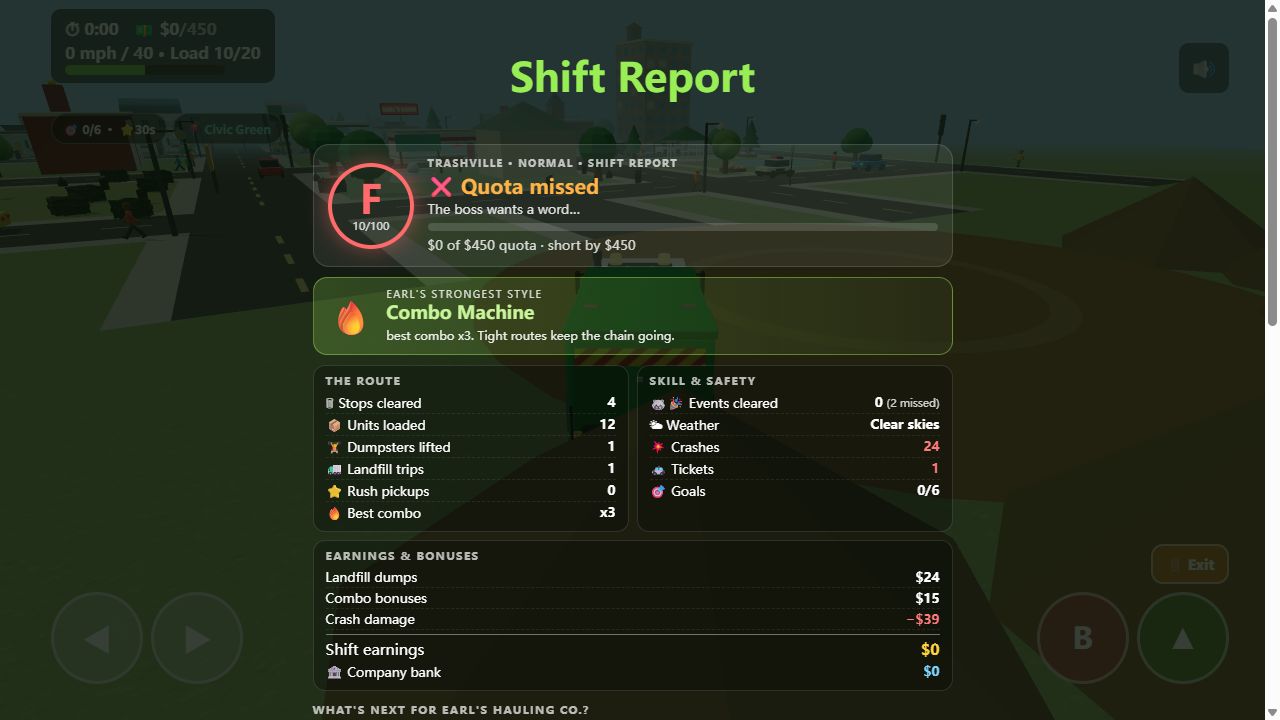 0:00 $0/450
0 mph / 40 • Load 10/20
0/6 • 30s
Civic Green
Shift Report
F
10/100
TRASHVILLE • NORMAL • SHIFT REPORT
Quota missed
The boss wants a word...
$0 of $450 quota · short by $450
EARL'S STRONGEST STYLE
Combo Machine
best combo x3. Tight routes keep the chain going.
THE ROUTE
Stops cleared 4
Units loaded 12
Dumpsters lifted 1
Landfill trips 1
Rush pickups 0
Best combo x3
SKILL & SAFETY
Events cleared 0 (2 missed)
Weather Clear skies
Crashes 24
Tickets 1
Goals 0/6
EARNINGS & BONUSES
Landfill dumps $24
Combo bonuses $15
Crash damage −$39
Shift earnings $0
Company bank $0
WHAT'S NEXT FOR EARL'S HAULING CO.?
Exit
B